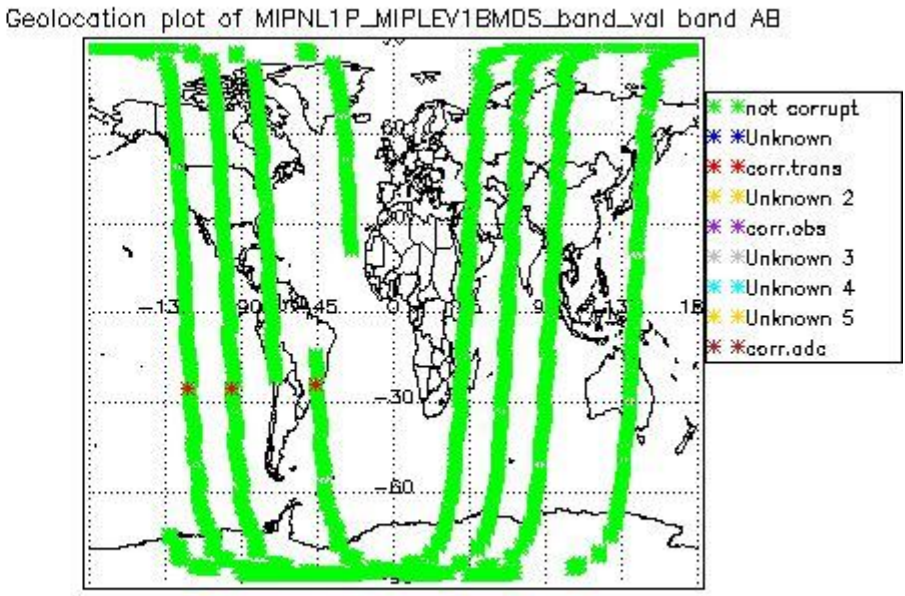 Geolocation plot of MIPNL1P_MIPLEV1BMDS_band_val band AB
not corrupt
Unknown
corr.trans
Unknown 2
corr.obs
Unknown 3
Unknown 4
Unknown 5
corr.adc
-30
-60